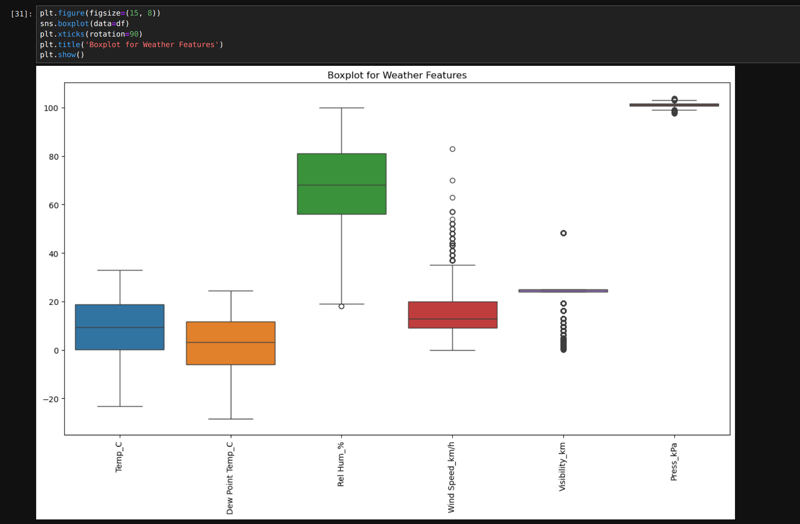 [31]: plt.figure(figsize=(15, 8))
sns.boxplot(data=df)
plt.xticks(rotation=90)
plt.title('Boxplot for Weather Features')
plt.show()
Boxplot for Weather Features
100
80
60
40
20
0
−20
Temp_C
Dew Point Temp_C
Rel Hum_%
Wind Speed_km/h
Visibility_km
Press_kPa